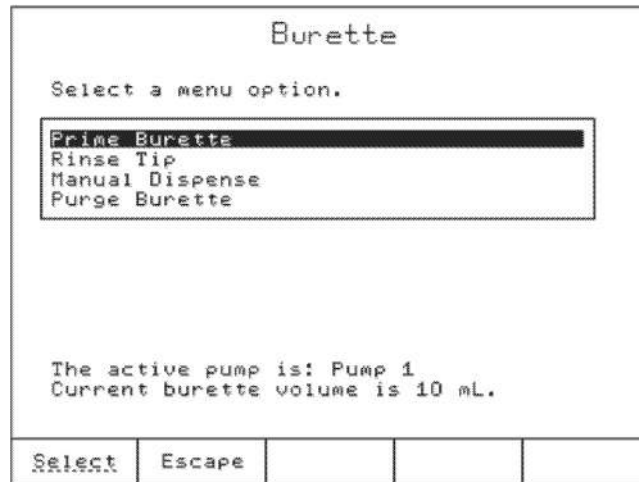 Burette
Select a menu option.
Prime Burette
Rinse Tip
Manual Dispense
Purge Burette
The active pump is: Pump 1
Current burette volume is 10 mL.
Select Escape